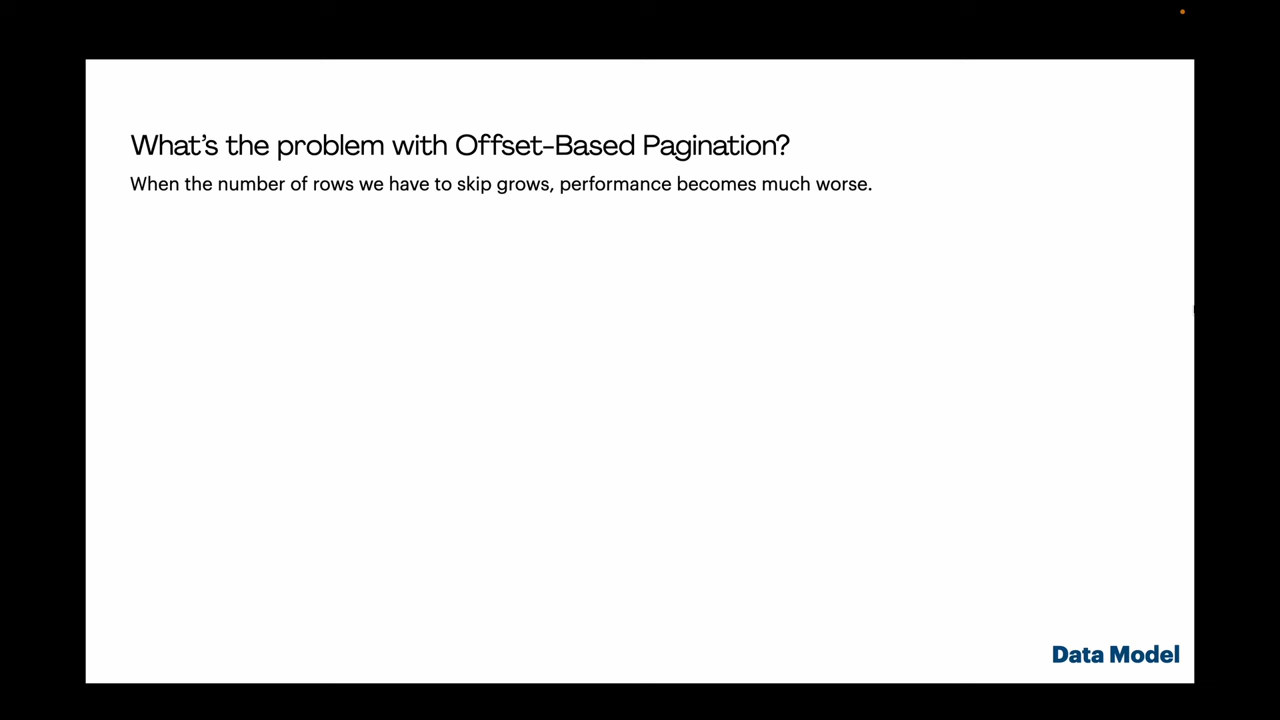 What's the problem with Offset-Based Pagination?
When the number of rows we have to skip grows, performance becomes much worse.
Data Model